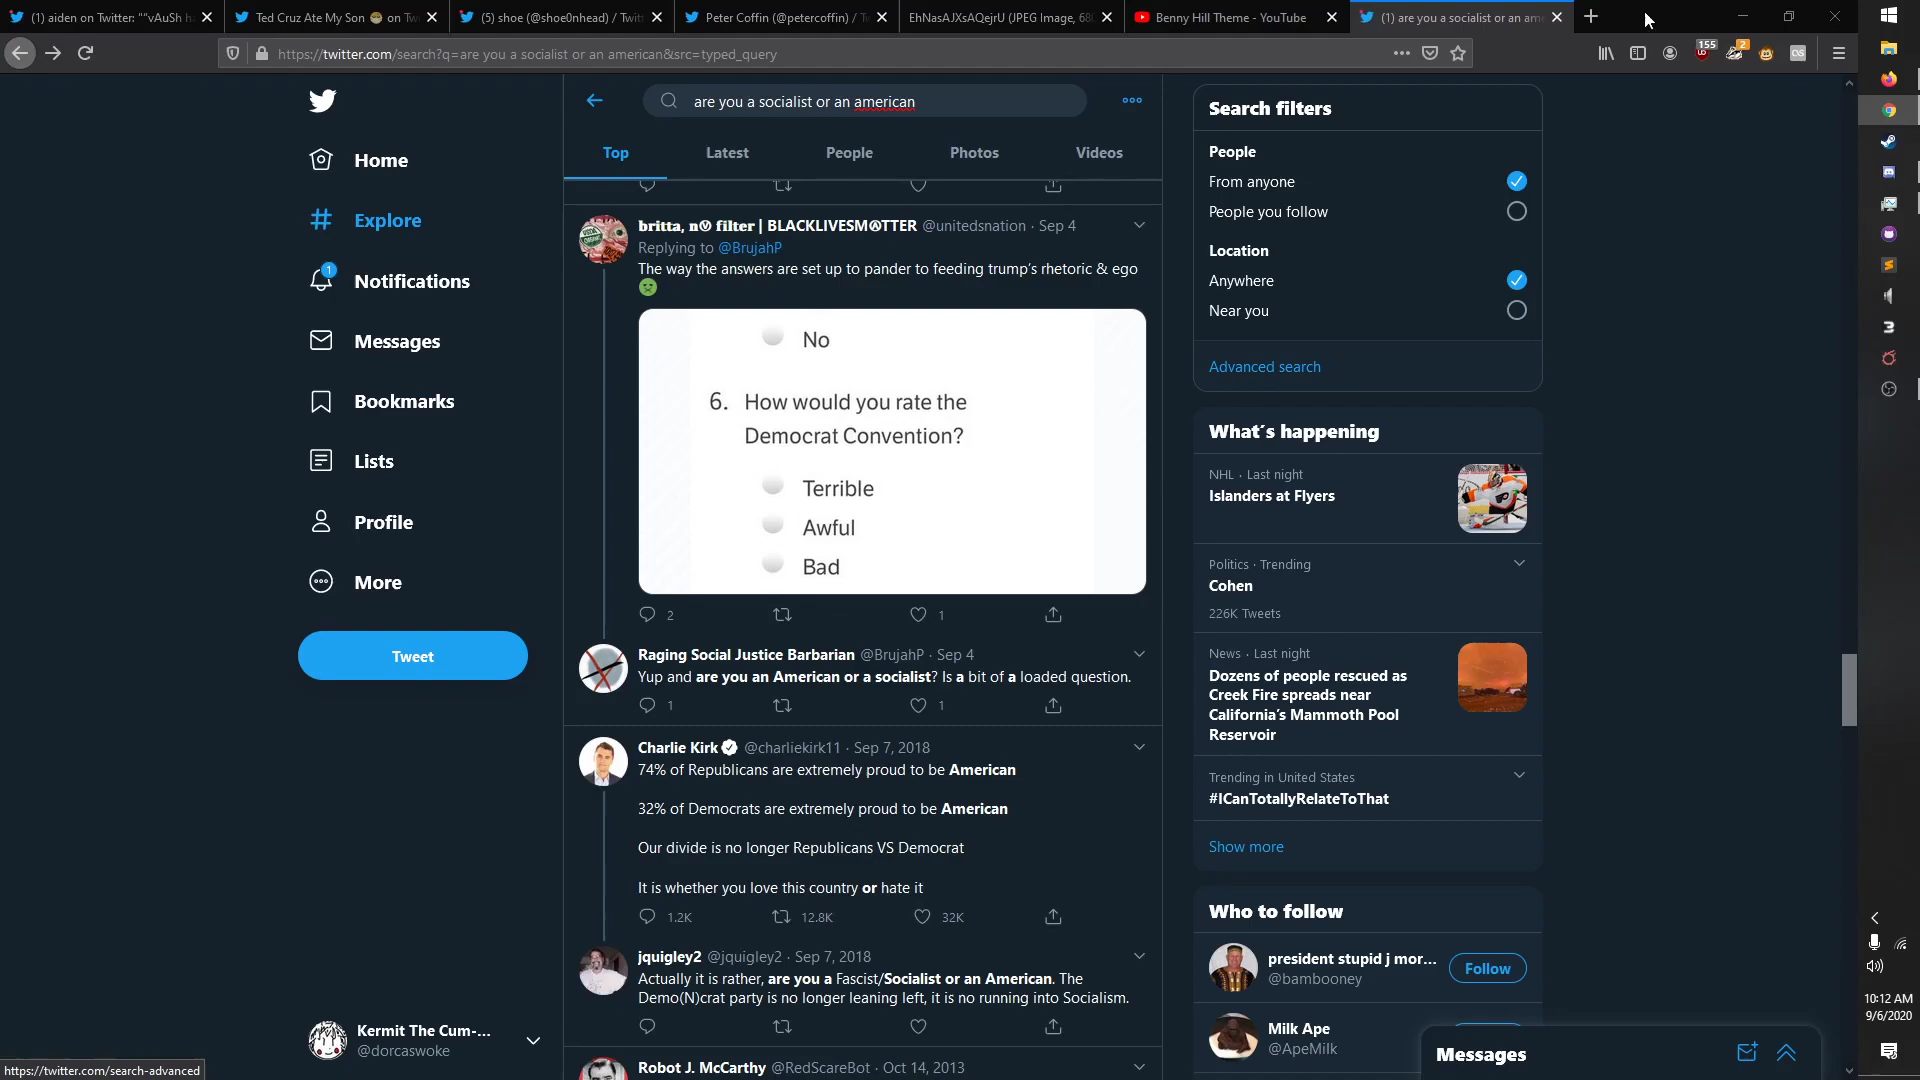 (1) aiden on Twitter: "“vAuSh h
Ted Cruz Ate My Son
(5) shoe (@shoe0nhead) / Twit
Peter Coffin (@petercoffin) / T
EhNasAJXsAQejrU (JPEG Image, 68
Benny Hill Theme - YouTube
(1) are you a socialist or an ame
https://twitter.com/search?q=are you a socialist or an american&src=typed_query
155
2
Home
Explore
1
Notifications
Messages
Bookmarks
Lists
Profile
More
Tweet
Kermit The Cum-...
@dorcaswoke
https://twitter.com/search-advanced
are you a socialist or an american
Top
Latest
People
Photos
Videos
britta, n® filter | BLACKLIVESM@TTER @unitedsnation · Sep 4
Replying to @BrujahP
The way the answers are set up to pander to feeding trump's rhetoric & ego
No
6. How would you rate the
Democrat Convention?
Terrible
Awful
Bad
2
1
Raging Social Justice Barbarian @BrujahP · Sep 4
Yup and are you an American or a socialist? Is a bit of a loaded question.
1
1
Charlie Kirk @charliekirk11 · Sep 7, 2018
74% of Republicans are extremely proud to be American
32% of Democrats are extremely proud to be American
Our divide is no longer Republicans VS Democrat
It is whether you love this country or hate it
1.2K
12.8K
32K
jquigley2 @jquigley2 · Sep 7, 2018
Actually it is rather, are you a Fascist/Socialist or an American. The
Demo(N)crat party is no longer leaning left, it is no running into Socialism.
Robot J. McCarthy @RedScareBot · Oct 14, 2013
Search filters
People
From anyone
People you follow
Location
Anywhere
Near you
Advanced search
What's happening
NHL · Last night
Islanders at Flyers
Politics · Trending
Cohen
226K Tweets
News · Last night
Dozens of people rescued as
Creek Fire spreads near
California's Mammoth Pool
Reservoir
Trending in United States
#ICanTotallyRelateToThat
Show more
Who to follow
president stupid j mor...
@bambooney
Follow
Milk Ape
@ApeMilk
Messages
10:12 AM
9/6/2020